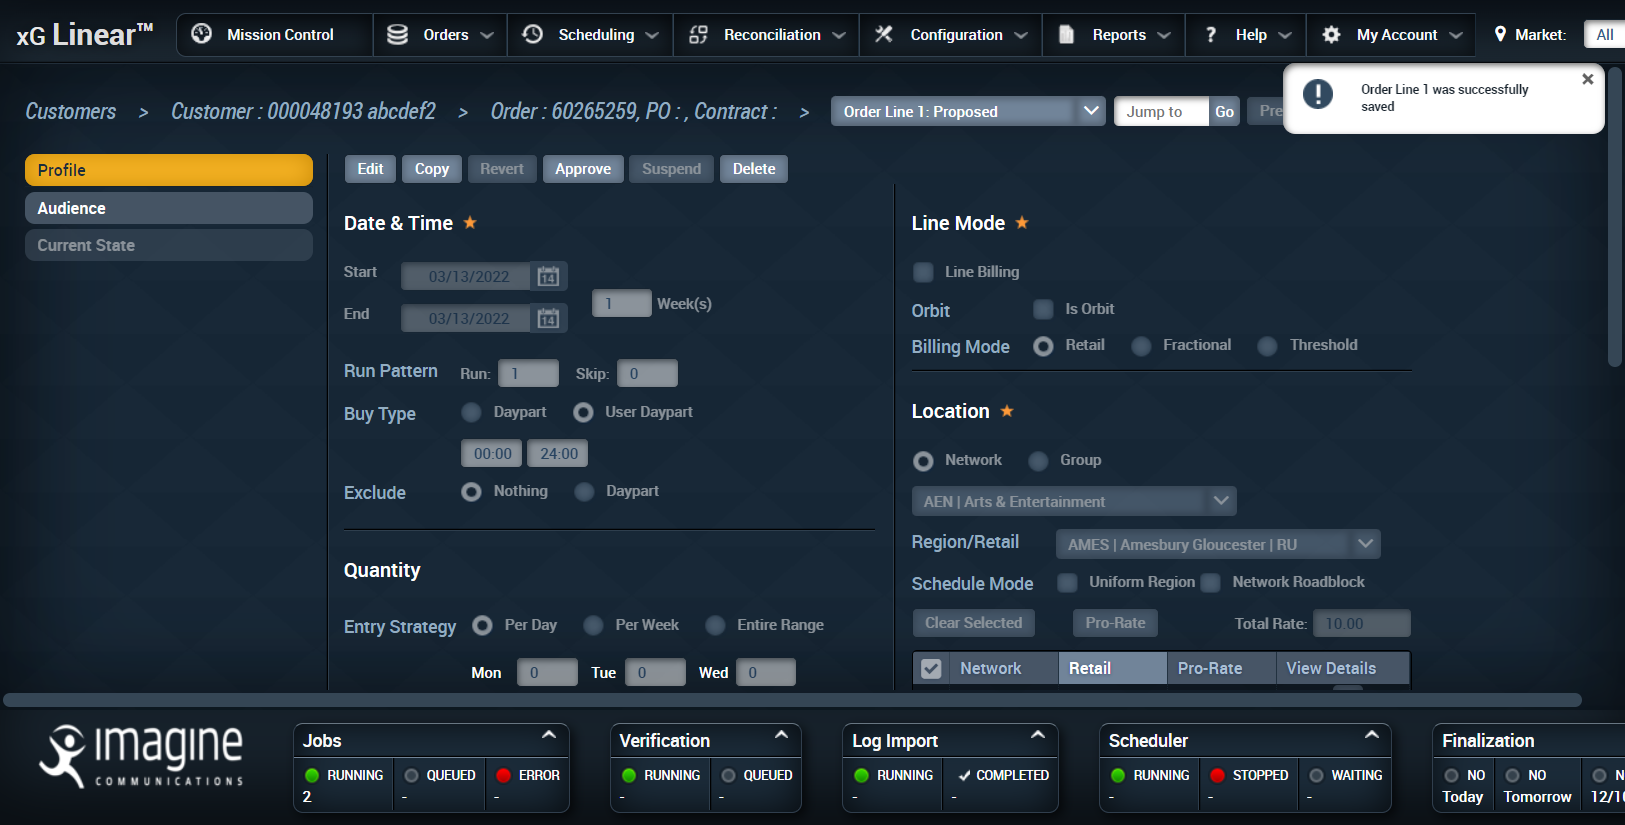 xG Linear™
Mission Control
Orders
Scheduling
Reconciliation
Configuration
Reports
? Help
My Account
Market:
All
Order Line 1 was successfully
saved
Customers > Customer : 000048193 abcdef2 > Order : 60265259, PO : , Contract : >
Order Line 1: Proposed
Jump to
Go
Pre
Profile
Audience
Current State
Edit
Copy
Revert
Approve
Suspend
Delete
Date & Time
Start
03/13/2022
14
End
03/13/2022
14
1
Week(s)
Run Pattern
Run:
1
Skip:
0
Buy Type
Daypart
User Daypart
00:00
24:00
Exclude
Nothing
Daypart
Quantity
Entry Strategy
Per Day
Per Week
Entire Range
Mon
0
Tue
0
Wed
0
Line Mode
Line Billing
Orbit
Is Orbit
Billing Mode
Retail
Fractional
Threshold
Location
Network
Group
AEN | Arts & Entertainment
Region/Retail
AMES | Amesbury Gloucester | RU
Schedule Mode
Uniform Region
Network Roadblock
Clear Selected
Pro-Rate
Total Rate:
10.00
Network
Retail
Pro-Rate
View Details
imagine
COMMUNICATIONS
Jobs
RUNNING
2
QUEUED
-
ERROR
-
Verification
RUNNING
-
QUEUED
-
Log Import
RUNNING
-
COMPLETED
-
Scheduler
RUNNING
-
STOPPED
-
WAITING
-
Finalization
NO
Today
NO
Tomorrow
N
12/1